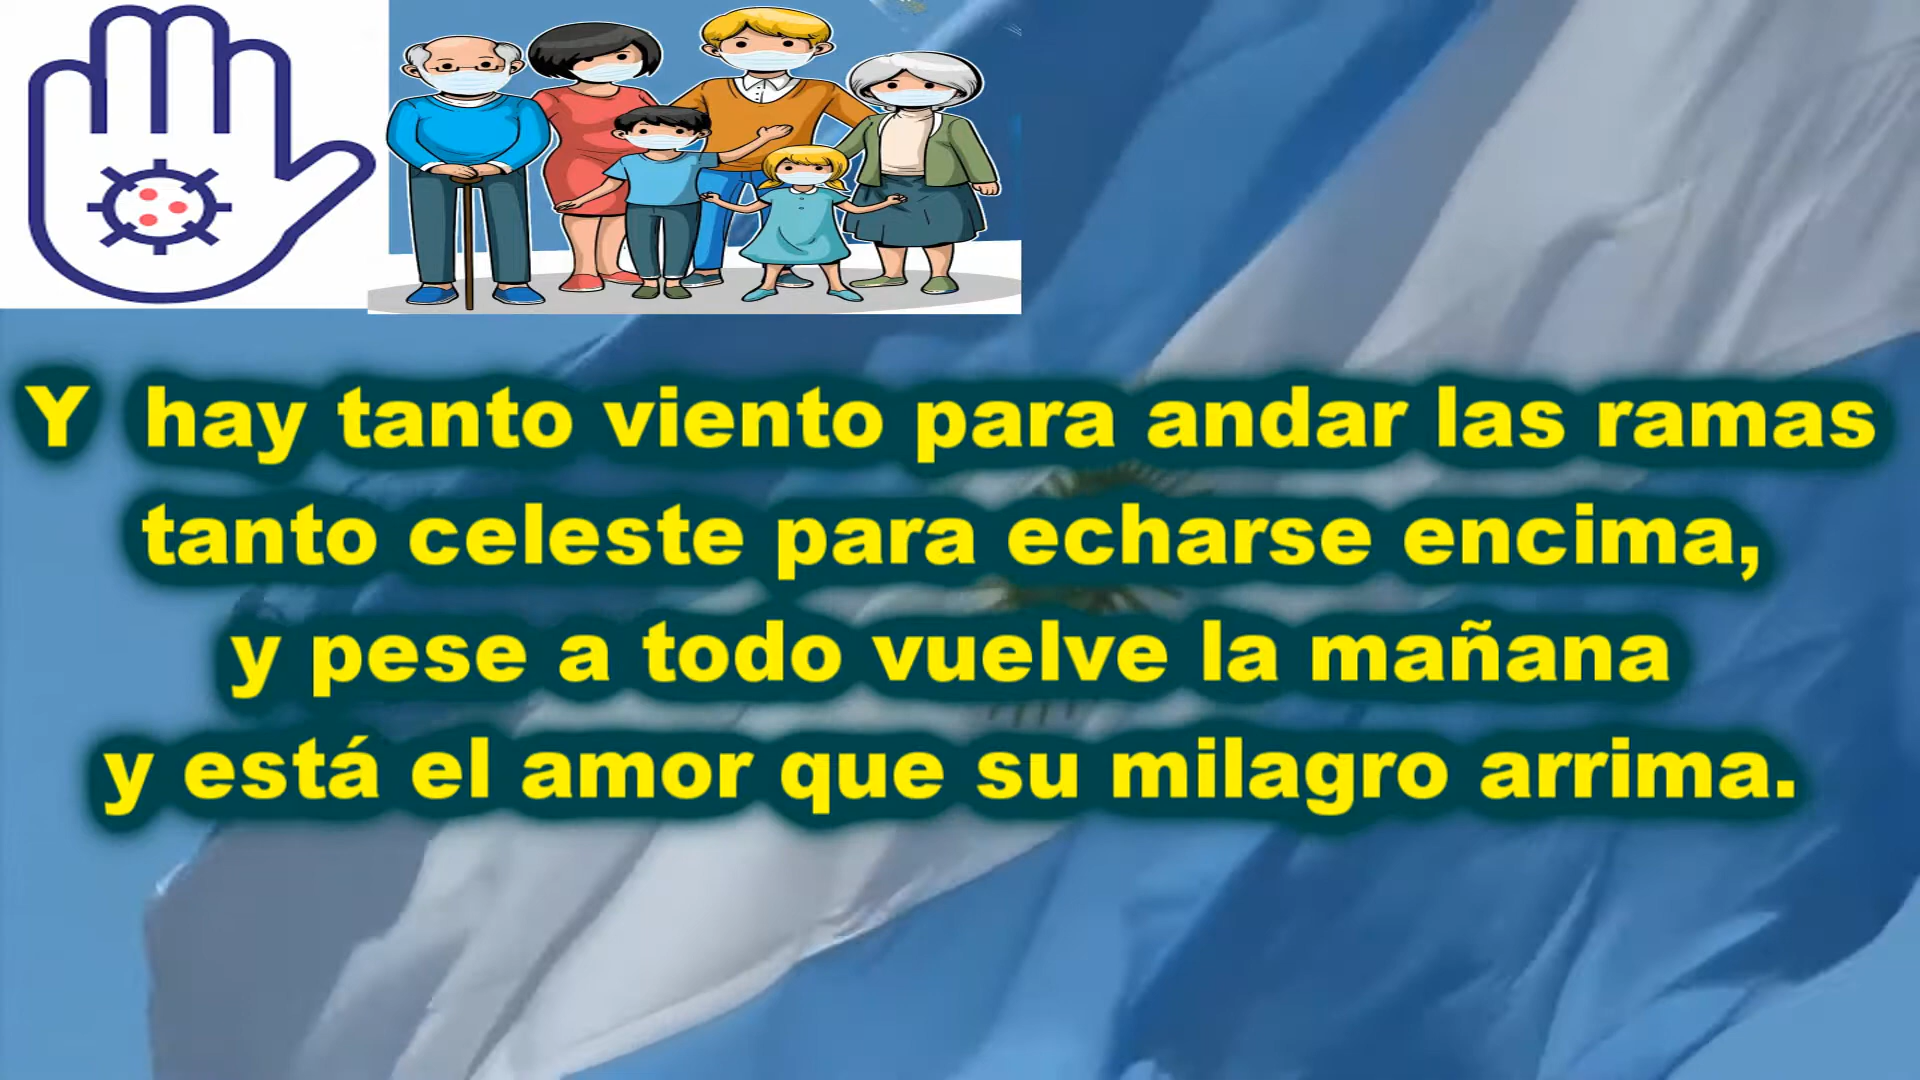 Y hay tanto viento para andar las ramas
tanto celeste para echarse encima,
y pese a todo vuelve la mañana
y está el amor que su milagro arrima.